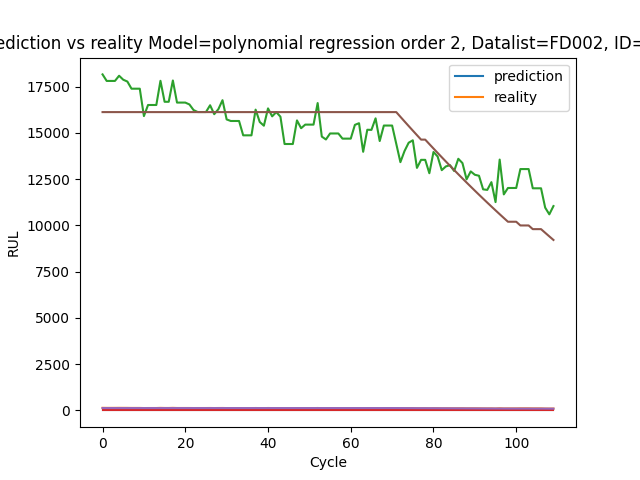 ediction vs reality Model=polynomial regression order 2, Datalist=FD002, ID=
prediction
reality
RUL
17500
15000
12500
10000
7500
5000
2500
0
0 20 40 60 80 100
Cycle